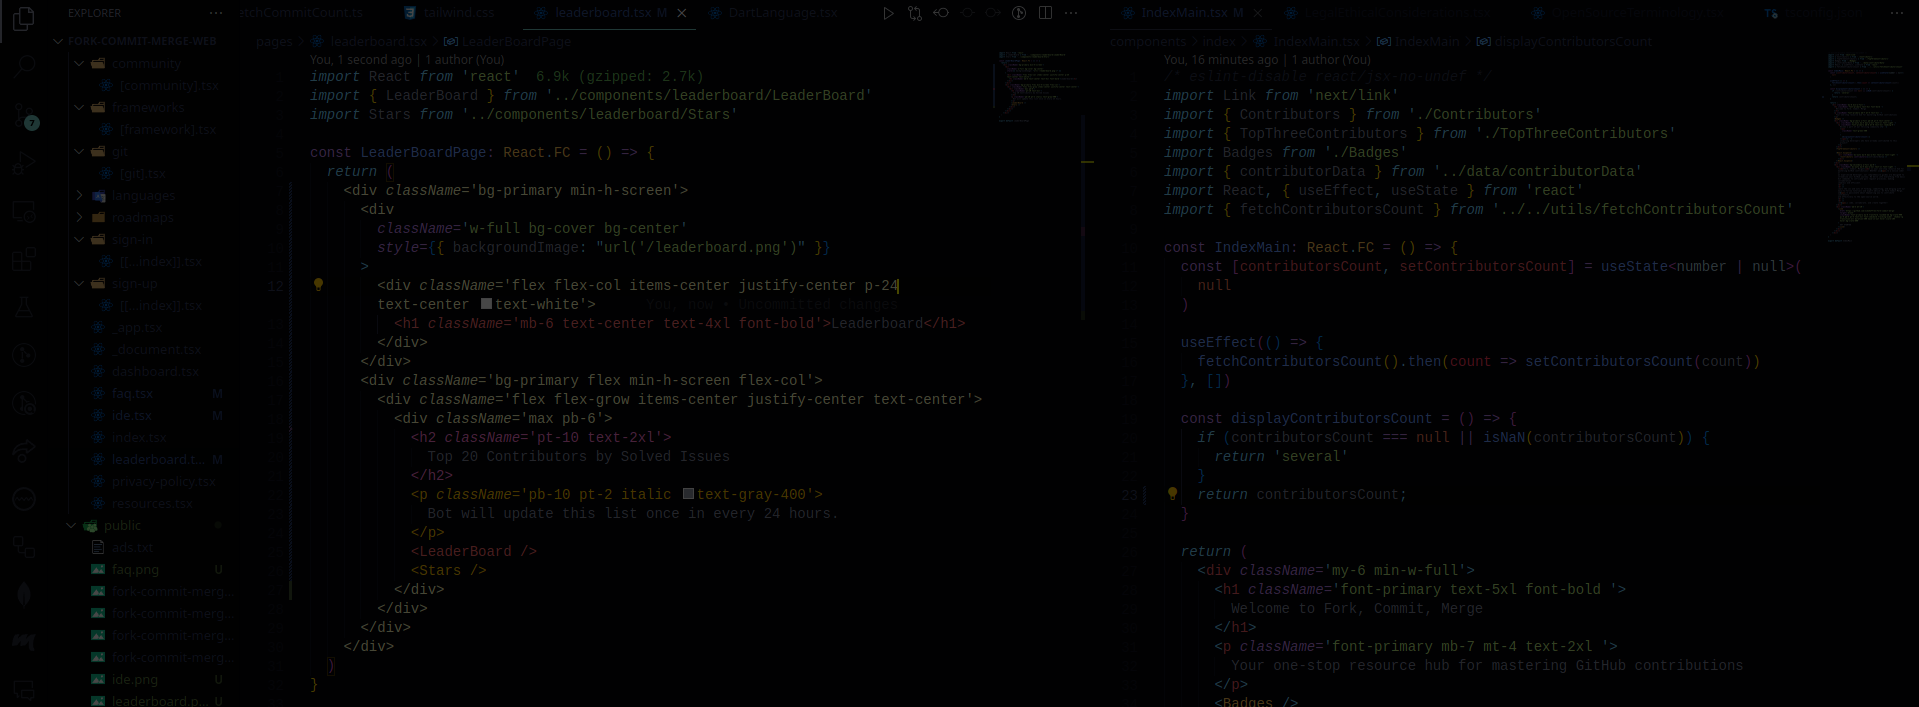 EXPLORER
FORK-COMMIT-MERGE-WEB
community
[community].tsx
frameworks
[framework].tsx
git
[git].tsx
languages
roadmaps
sign-in
[[...index]].tsx
sign-up
[[...index]].tsx
_app.tsx
_document.tsx
dashboard.tsx
faq.tsx M
ide.tsx M
index.tsx
leaderboard.t... M
privacy-policy.tsx
resources.tsx
public
ads.txt
faq.png U
fork-commit-merg...
fork-commit-merg...
fork-commit-merg...
fork-commit-merg...
ide.png U
leaderboard.p... U
7
etchCommitCount.ts tailwind.css leaderboard.tsx M DartLanguage.tsx
pages > leaderboard.tsx > LeaderBoardPage
You, 1 second ago | 1 author (You)
import React from 'react' 6.9k (gzipped: 2.7k)
import { LeaderBoard } from '../components/leaderboard/LeaderBoard'
import Stars from '../components/leaderboard/Stars'
const LeaderBoardPage: React.FC = () => {
return (
<div className='bg-primary min-h-screen'>
<div
className='w-full bg-cover bg-center'
style={{ backgroundImage: "url('/leaderboard.png')" }}
>
12 <div className='flex flex-col items-center justify-center p-24
text-center text-white'> You, now • Uncommitted changes
<h1 className='mb-6 text-center text-4xl font-bold'>Leaderboard</h1>
</div>
</div>
<div className='bg-primary flex min-h-screen flex-col'>
<div className='flex flex-grow items-center justify-center text-center'>
<div className='max pb-6'>
<h2 className='pt-10 text-2xl'>
Top 20 Contributors by Solved Issues
</h2>
<p className='pb-10 pt-2 italic text-gray-400'>
Bot will update this list once in every 24 hours.
</p>
<LeaderBoard />
<Stars />
</div>
</div>
</div>
</div>
)
}
IndexMain.tsx M
components > index > IndexMain.tsx > IndexMain > displayContributorsCount
You, 16 minutes ago | 1 author (You)
/* eslint-disable react/jsx-no-undef */
import Link from 'next/link'
import { Contributors } from './Contributors'
import { TopThreeContributors } from './TopThreeContributors'
import Badges from './Badges'
import { contributorData } from '../data/contributorData'
import React, { useEffect, useState } from 'react'
import { fetchContributorsCount } from '../../utils/fetchContributorsCount'
const IndexMain: React.FC = () => {
const [contributorsCount, setContributorsCount] = useState<number | null>(
null
)
useEffect(() => {
fetchContributorsCount().then(count => setContributorsCount(count))
}, [])
const displayContributorsCount = () => {
if (contributorsCount === null || isNaN(contributorsCount)) {
return 'several'
}
23 return contributorsCount;
}
return (
<div className='my-6 min-w-full'>
<h1 className='font-primary text-5xl font-bold '>
Welcome to Fork, Commit, Merge
</h1>
<p className='font-primary mb-7 mt-4 text-2xl '>
Your one-stop resource hub for mastering GitHub contributions
</p>
<Badges />